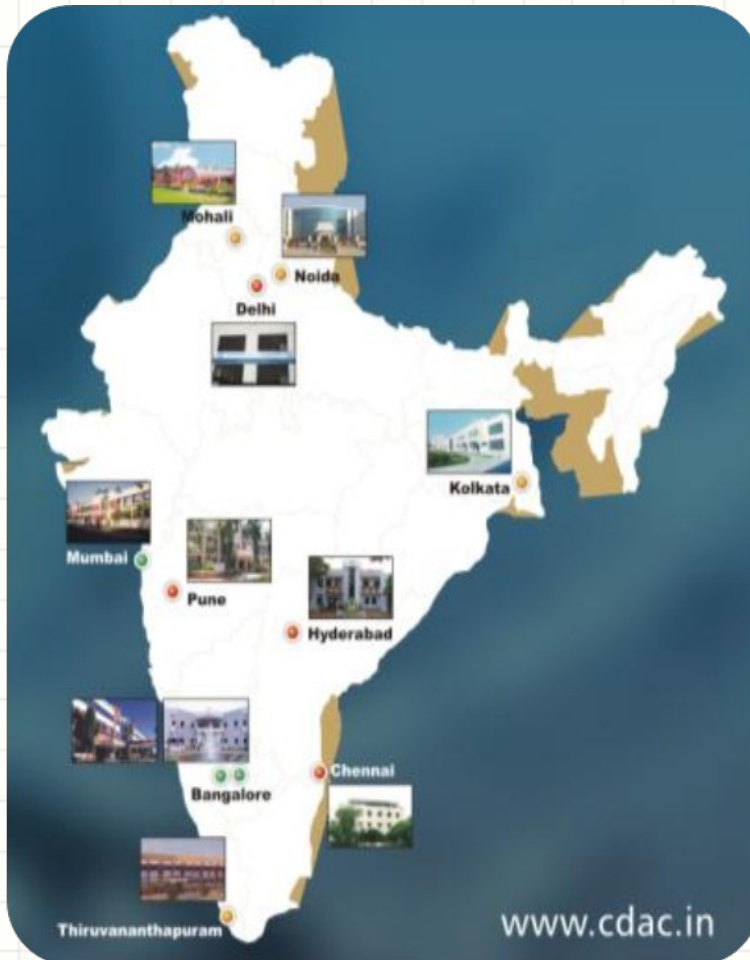 Mohali
Noida
Delhi
Kolkata
Mumbai
Pune
Hyderabad
Chennai
Bangalore
Thiruvananthapuram
www.cdac.in